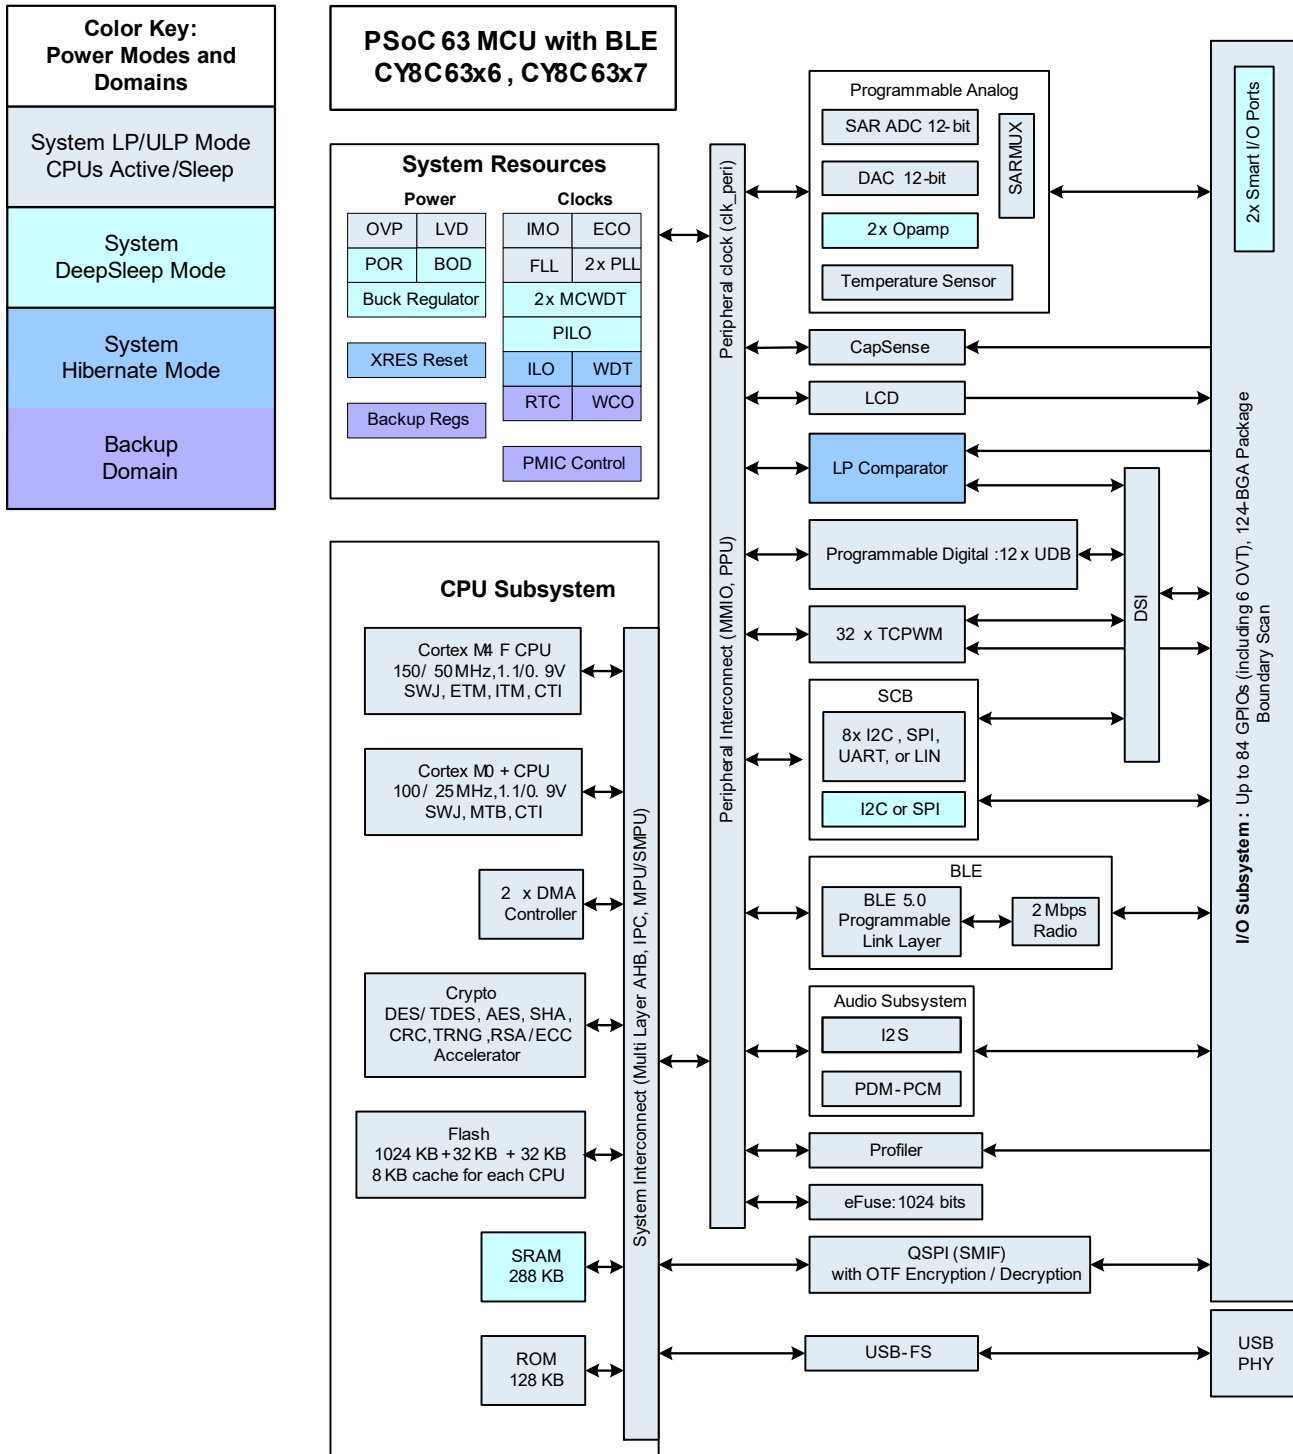 Color Key:
Power Modes and
Domains
System LP/ULP Mode
CPUs Active/Sleep
System
DeepSleep Mode
System
Hibernate Mode
Backup
Domain
PSoC 63 MCU with BLE
CY8C63x6 , CY8C63x7
System Resources
Power
OVP
LVD
POR
BOD
Buck Regulator
XRES Reset
Backup Regs
Clocks
IMO
ECO
FLL
2x PLL
2x MCWDT
PILO
ILO
WDT
RTC
WCO
PMIC Control
CPU Subsystem
Cortex M4 F CPU
150/ 50 MHz,1.1/0. 9V
SWJ, ETM, ITM, CTI
Cortex M0 + CPU
100/ 25 MHz,1.1/0. 9V
SWJ, MTB, CTI
2 x DMA
Controller
Crypto
DES/ TDES, AES, SHA,
CRC,TRNG ,RSA/ECC
Accelerator
Flash
1024 KB +32 KB + 32 KB
8 KB cache for each CPU
SRAM
288 KB
ROM
128 KB
System Interconnect (Multi Layer AHB, IPC, MPU/SMPU)
Peripheral clock (clk_peri)
Peripheral Interconnect (MMIO, PPU)
Programmable Analog
SAR ADC 12-bit
DAC 12-bit
2x Opamp
Temperature Sensor
SARMUX
CapSense
LCD
LP Comparator
Programmable Digital :12x UDB
32 x TCPWM
DSI
SCB
8x I2C , SPI,
UART, or LIN
I2C or SPI
BLE
BLE 5.0
Programmable
Link Layer
2 Mbps
Radio
Audio Subsystem
I2S
PDM-PCM
Profiler
eFuse:1024 bits
QSPI (SMIF)
with OTF Encryption / Decryption
USB-FS
2x Smart I/O Ports
I/O Subsystem : Up to 84 GPIOs (including 6 OVT), 124-BGA Package
Boundary Scan
USB
PHY